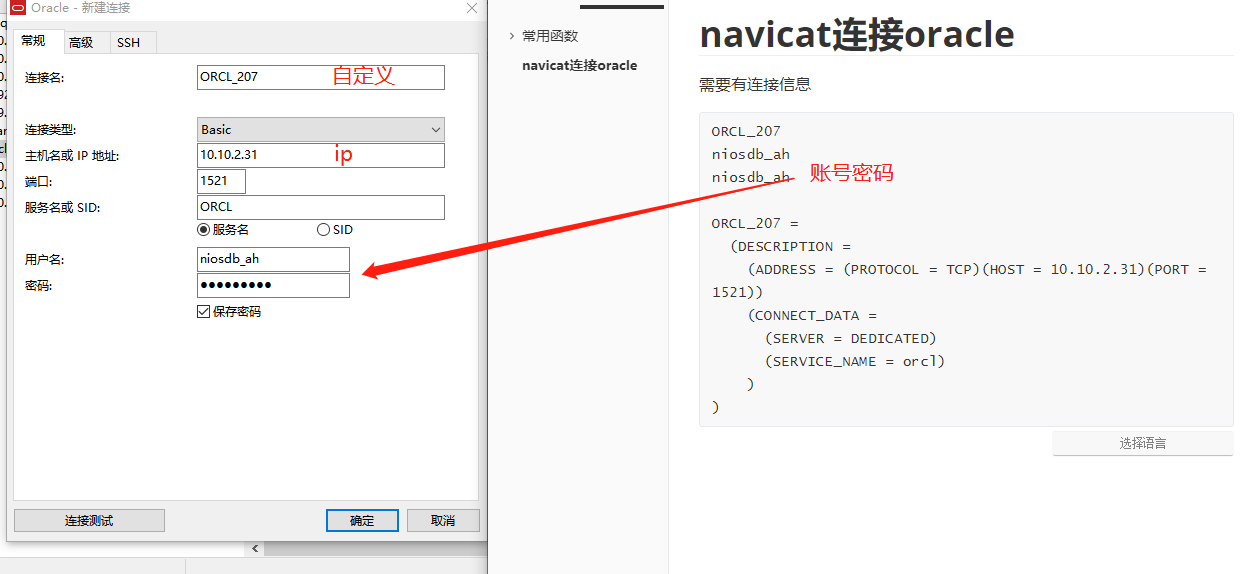 Oracle - 新建连接
常规
高级
SSH
连接名:
ORCL_207
自定义
连接类型:
Basic
主机名或 IP 地址:
10.10.2.31
ip
端口:
1521
服务名或 SID:
ORCL
服务名
SID
用户名:
niosdb_ah
密码:
保存密码
连接测试
确定
取消
常用函数
navicat连接oracle
navicat连接oracle
需要有连接信息
ORCL_207
niosdb_ah
niosdb_ah
账号密码
ORCL_207 =
(DESCRIPTION =
(ADDRESS = (PROTOCOL = TCP)(HOST = 10.10.2.31)(PORT =
1521))
(CONNECT_DATA =
(SERVER = DEDICATED)
(SERVICE_NAME = orcl)
)
)
选择语言